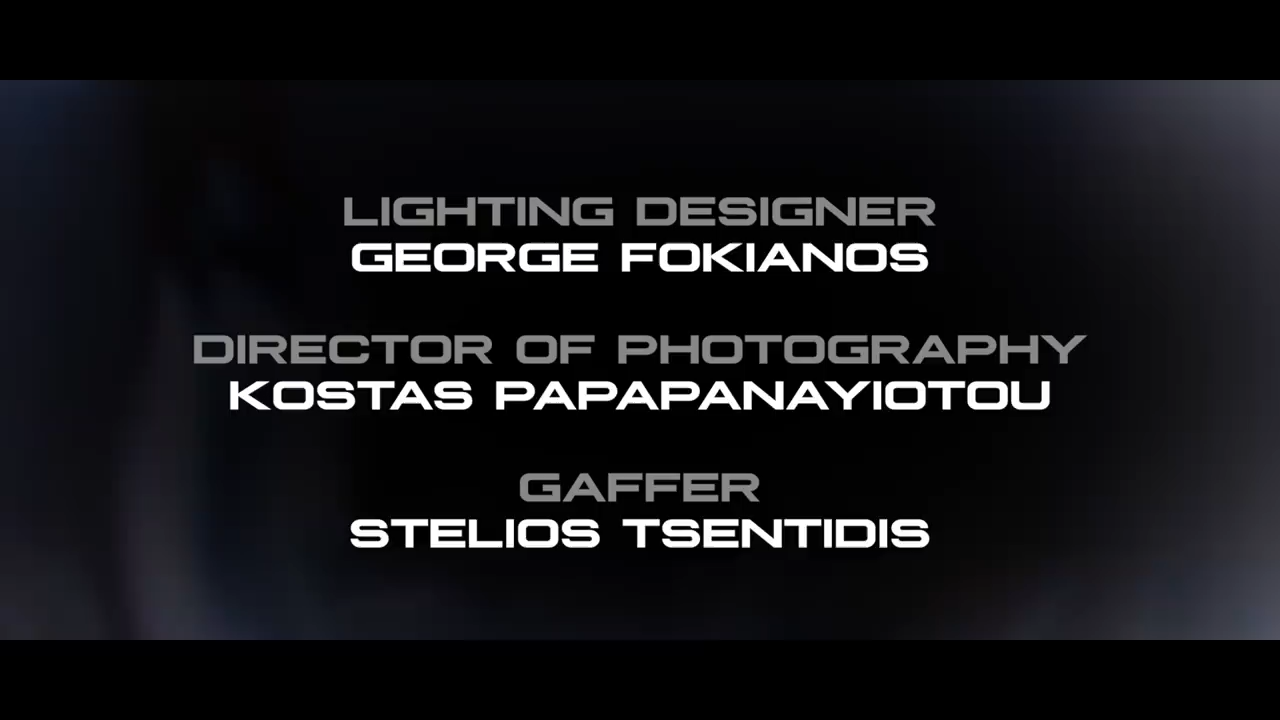 LIGHTING DESIGNER
GEORGE FOKIANOS
DIRECTOR OF PHOTOGRAPHY
KOSTAS PAPAPANAYIOTOU
GAFFER
STELIOS TSENTIDIS